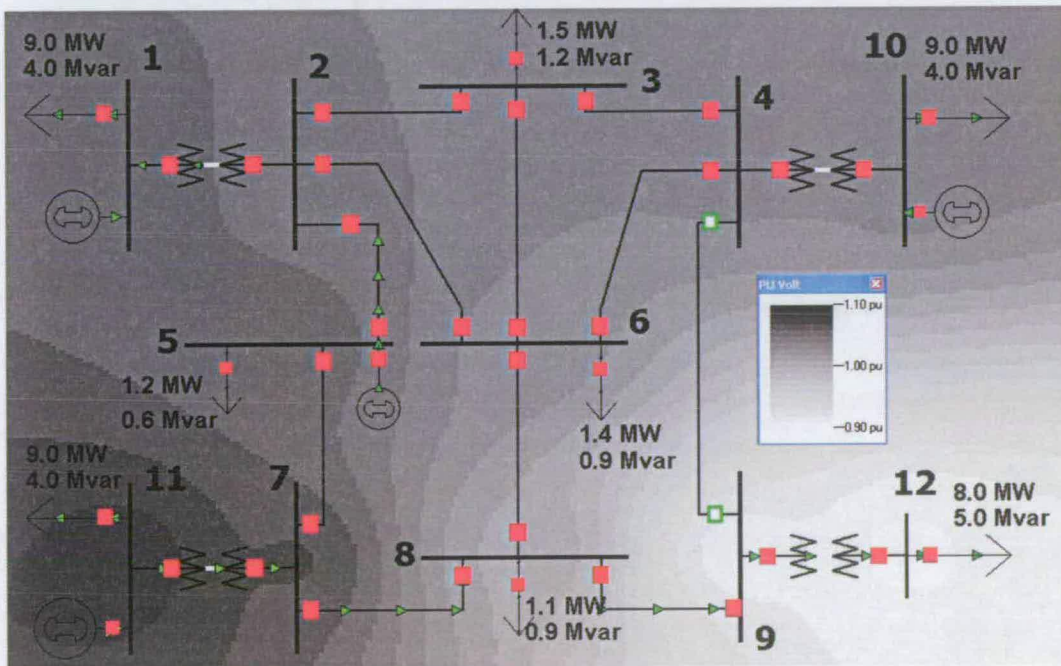 1.5 MW
1.2 Mvar
9.0 MW
4.0 Mvar
1
2
3
4
10
9.0 MW
4.0 Mvar
PU Volt
1.10 pu
1.00 pu
0.90 pu
5
6
1.2 MW
0.6 Mvar
1.4 MW
0.9 Mvar
9.0 MW
4.0 Mvar
11
7
8
12
8.0 MW
5.0 Mvar
1.1 MW
0.9 Mvar
9